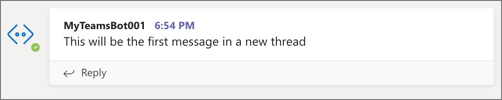 MyTeamsBot001 6:54 PM
This will be the first message in a new thread
Reply